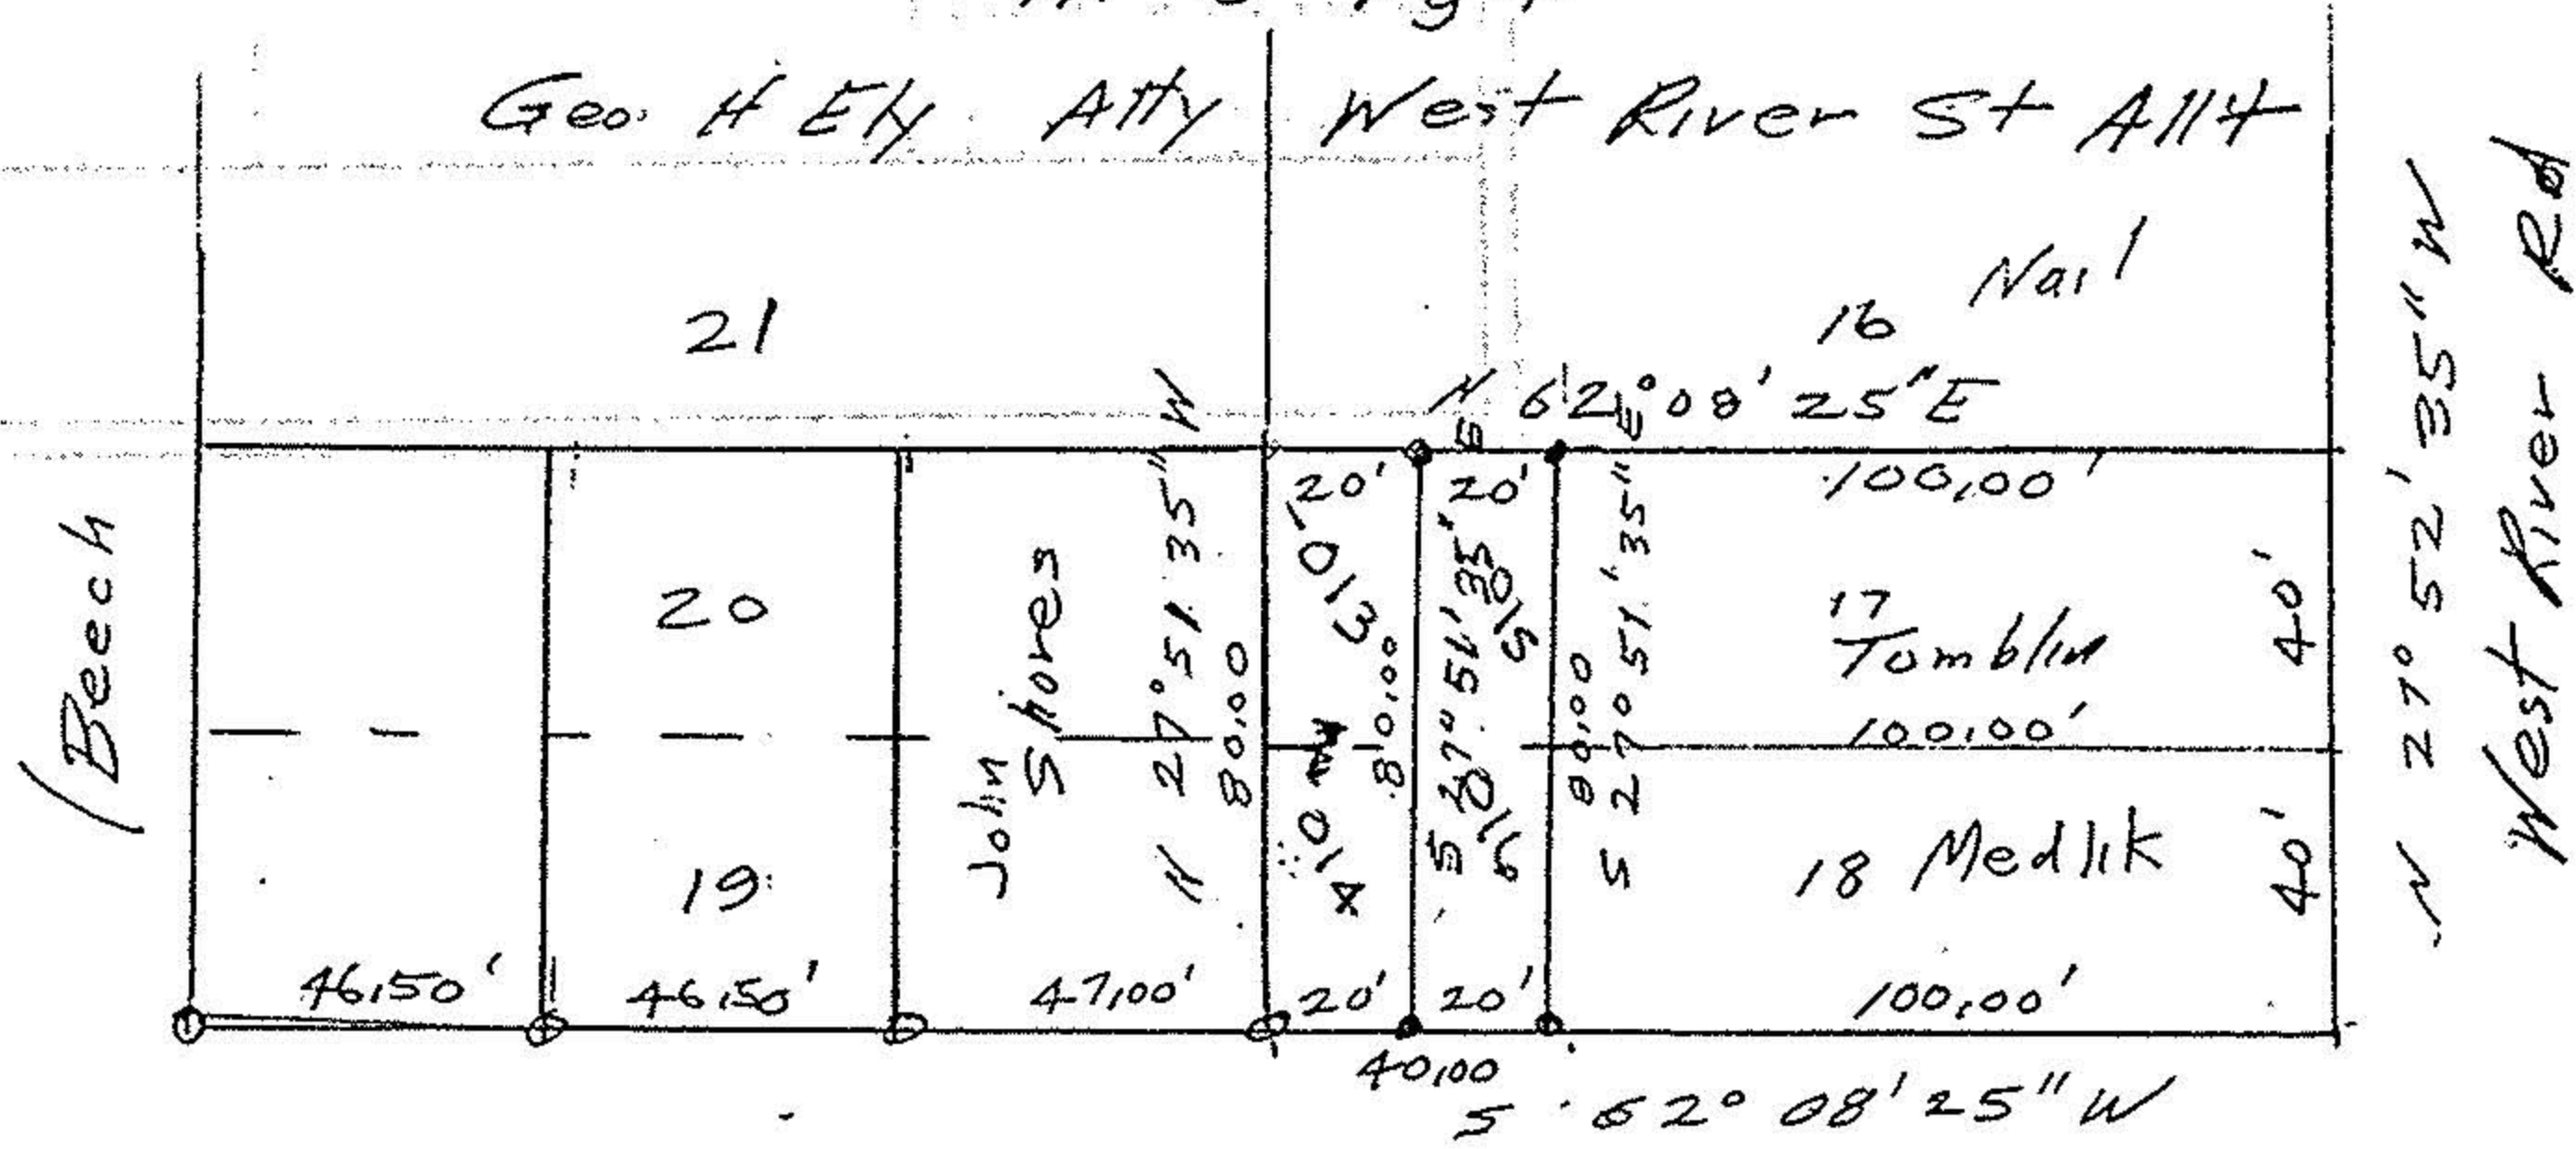 Geo. H Ely Atty West River St Allt
21
16 Nail
N 62° 08' 25" E
20' 20' 100,00'
Beech
20
19
John
Shores
N 27° 51' 35" W
80,00
80,00
S 27° 51' 35" E
80,00
S 27° 51' 35" E
17
Tomblin
100,00'
40'
18 Medlik
40'
46,50' 46,50' 47,00' 20' 20' 100,00'
40,00
S 62° 08' 25" W
N 27° 52' 35" W
West River Rd